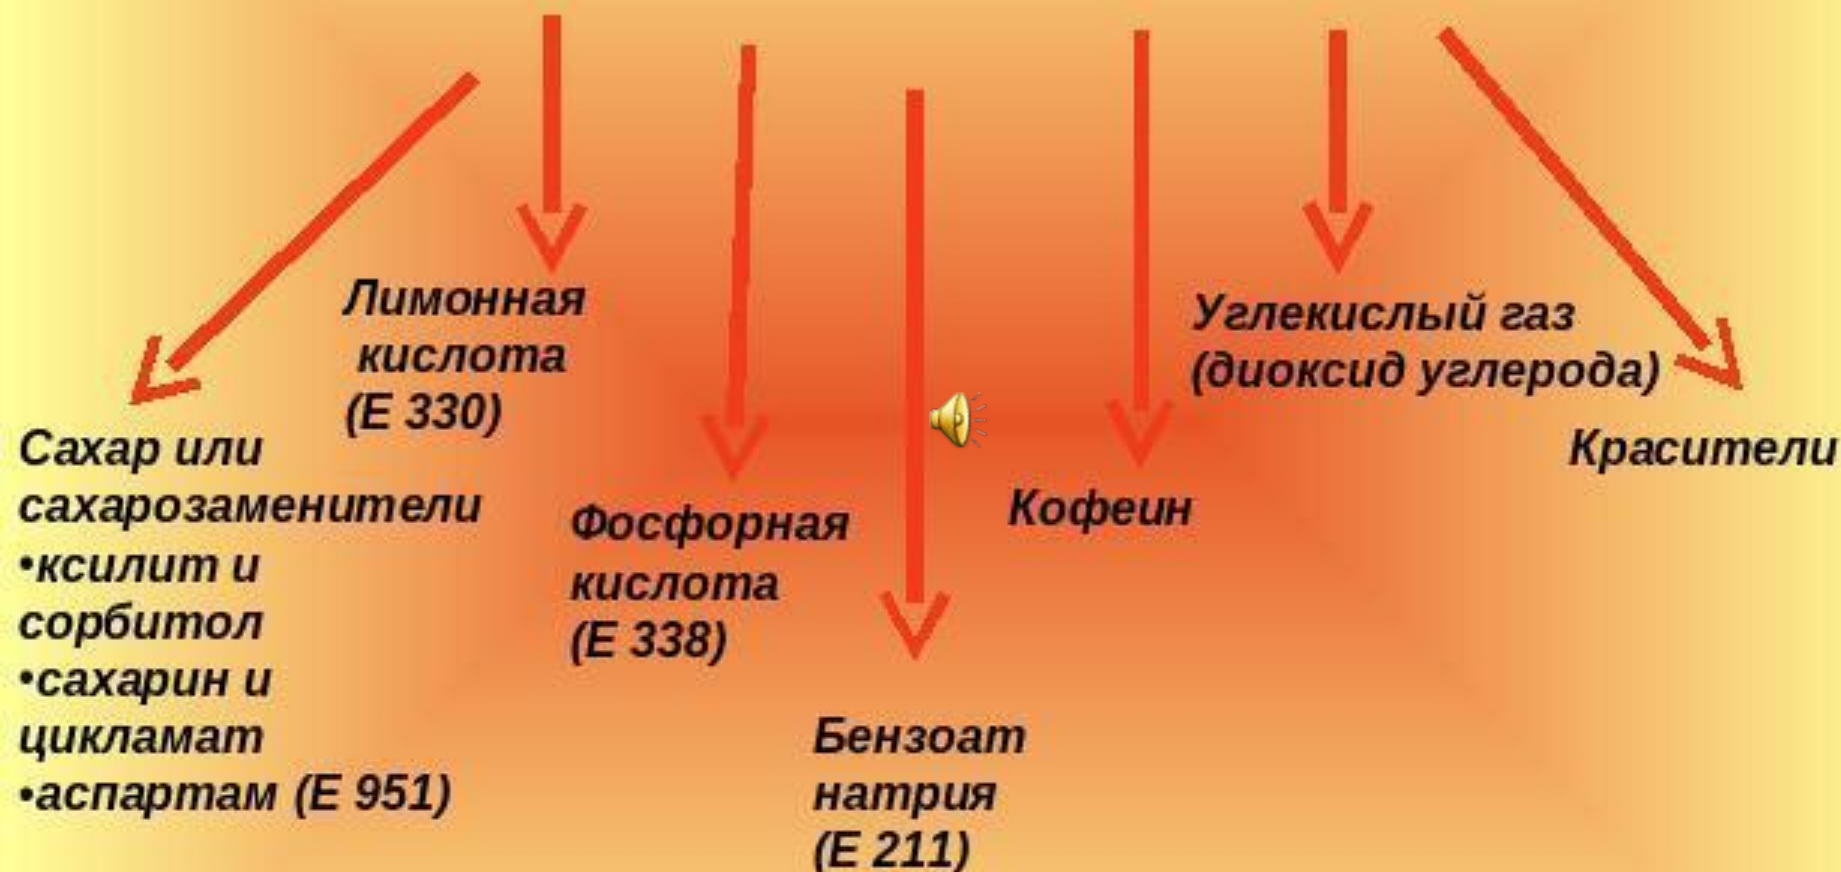 Лимонная
кислота
(Е 330)
Углекислый газ
(диоксид углерода)
Сахар или
сахарозаменители
•ксилит и
сорбитол
•сахарин и
цикламат
•аспартам (Е 951)
Фосфорная
кислота
(Е 338)
Бензоат
натрия
(Е 211)
Кофеин
Красители